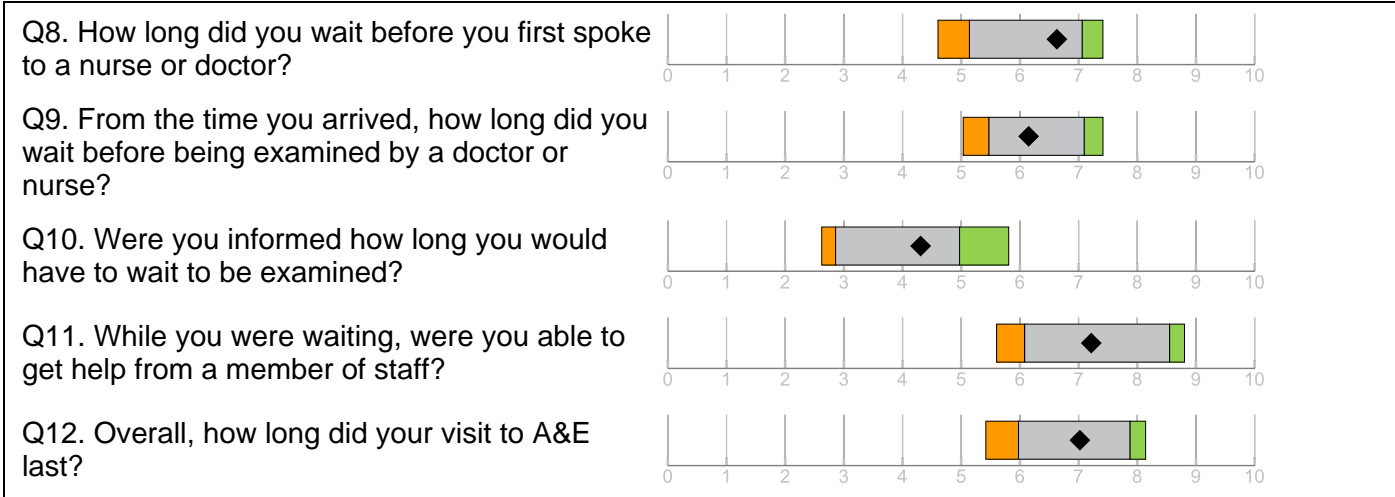 Q8. How long did you wait before you first spoke
to a nurse or doctor?
0 1 2 3 4 5 6 7 8 9 10
Q9. From the time you arrived, how long did you
wait before being examined by a doctor or
nurse?
0 1 2 3 4 5 6 7 8 9 10
Q10. Were you informed how long you would
have to wait to be examined?
0 1 2 3 4 5 6 7 8 9 10
Q11. While you were waiting, were you able to
get help from a member of staff?
0 1 2 3 4 5 6 7 8 9 10
Q12. Overall, how long did your visit to A&E
last?
0 1 2 3 4 5 6 7 8 9 10